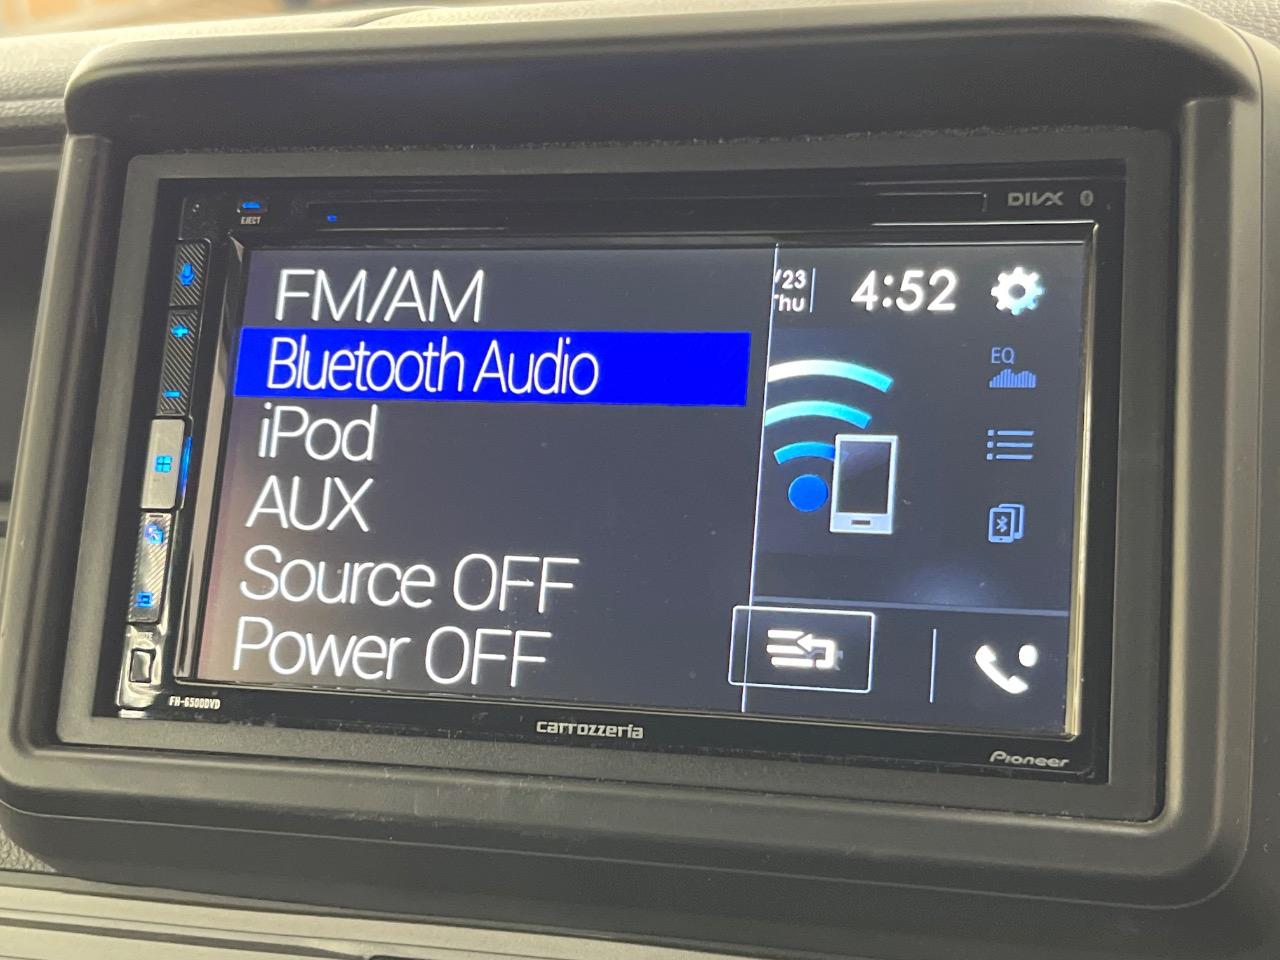 DIVX
EJECT
FM/AM
Bluetooth Audio
iPod
AUX
Source OFF
Power OFF
/23
Thu
4:52
EQ
MUTE
FH-6500DVD
carrozzeria
Pioneer